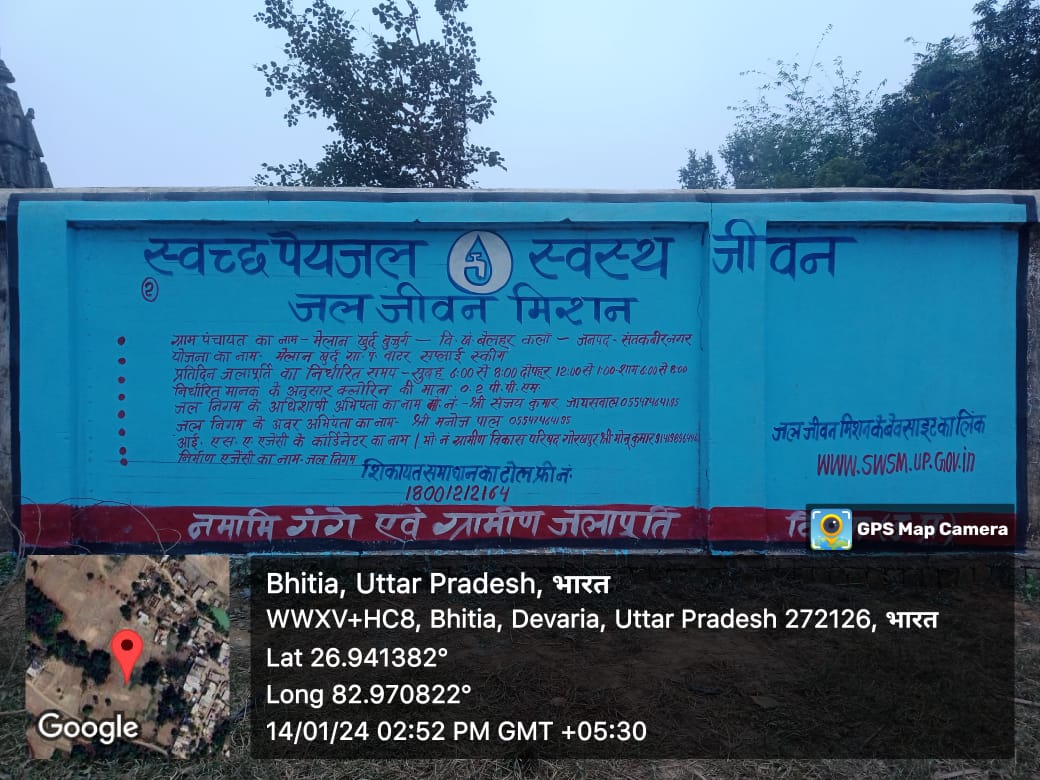 स्वच्छ पेयजल स्वस्थ जीवन
२
जल जीवन मिशन
ग्राम पंचायत का नाम - मेलान खुर्द बुजुर्ग - वि. खं बेलहर कला - जनपद - संतकबीरनगर
योजना का नाम - मेलान खुर्द ग्रा. पं. वाटर सप्लाई स्कीम
प्रतिदिन जलापूर्ति का निर्धारित समय - सुबह 6:00 से 8:00 दोपहर 12:00 से 1:00 - शाम 6:00 से 8:00
निर्धारित मानक के अनुसार क्लोरिन की मात्रा 0.2 पी.पी.एम.
जल निगम के अधिशाषी अभियंता का नाम मो. नं - श्री संजय कुमार जायसवाल
जल निगम के अवर अभियंता का नाम - श्री मनोज पाल
आई. एस. ए. एजेंसी के कार्डिनेटर का नाम / मो. नं ग्रामीण विकास परिषद गोरखपुर श्री मोनू कुमार
निर्माण एजेंसी का नाम - जल निगम
शिकायत समाधान का टोल फ्री नं.
18001212164
नमामि गंगे एवं ग्रामीण जलापूर्ति
जल जीवन मिशन के बेवसाइट का लिंक
WWW.SWSM.UP.GOV.in
GPS Map Camera
Bhitia, Uttar Pradesh, भारत
WWXV+HC8, Bhitia, Devaria, Uttar Pradesh 272126, भारत
Lat 26.941382°
Long 82.970822°
14/01/24 02:52 PM GMT +05:30
Google